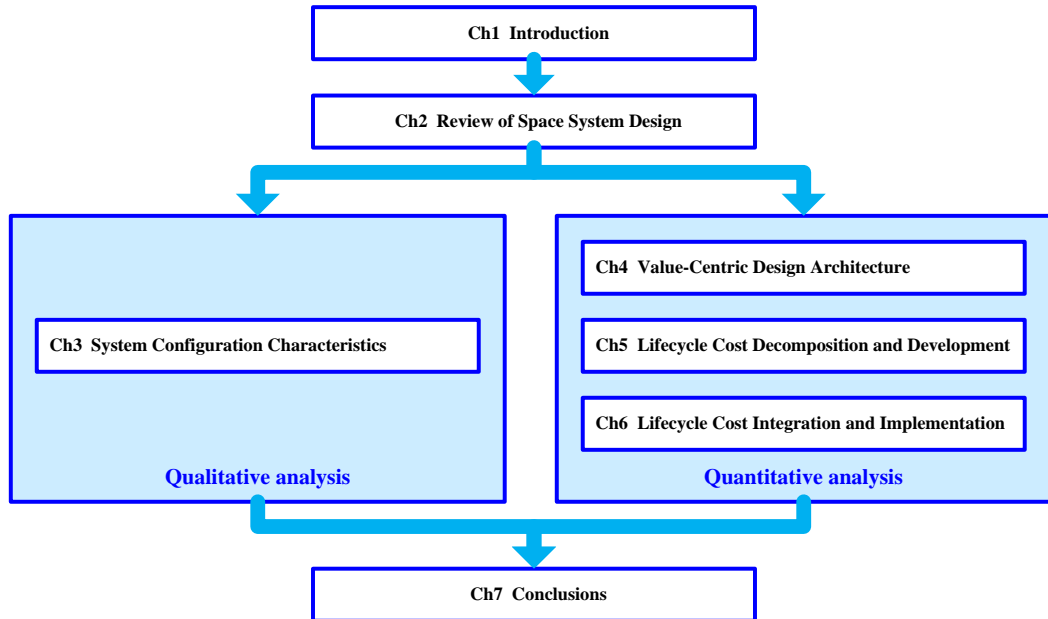 Ch1 Introduction
Ch2 Review of Space System Design
Ch3 System Configuration Characteristics
Qualitative analysis
Ch4 Value-Centric Design Architecture
Ch5 Lifecycle Cost Decomposition and Development
Ch6 Lifecycle Cost Integration and Implementation
Quantitative analysis
Ch7 Conclusions